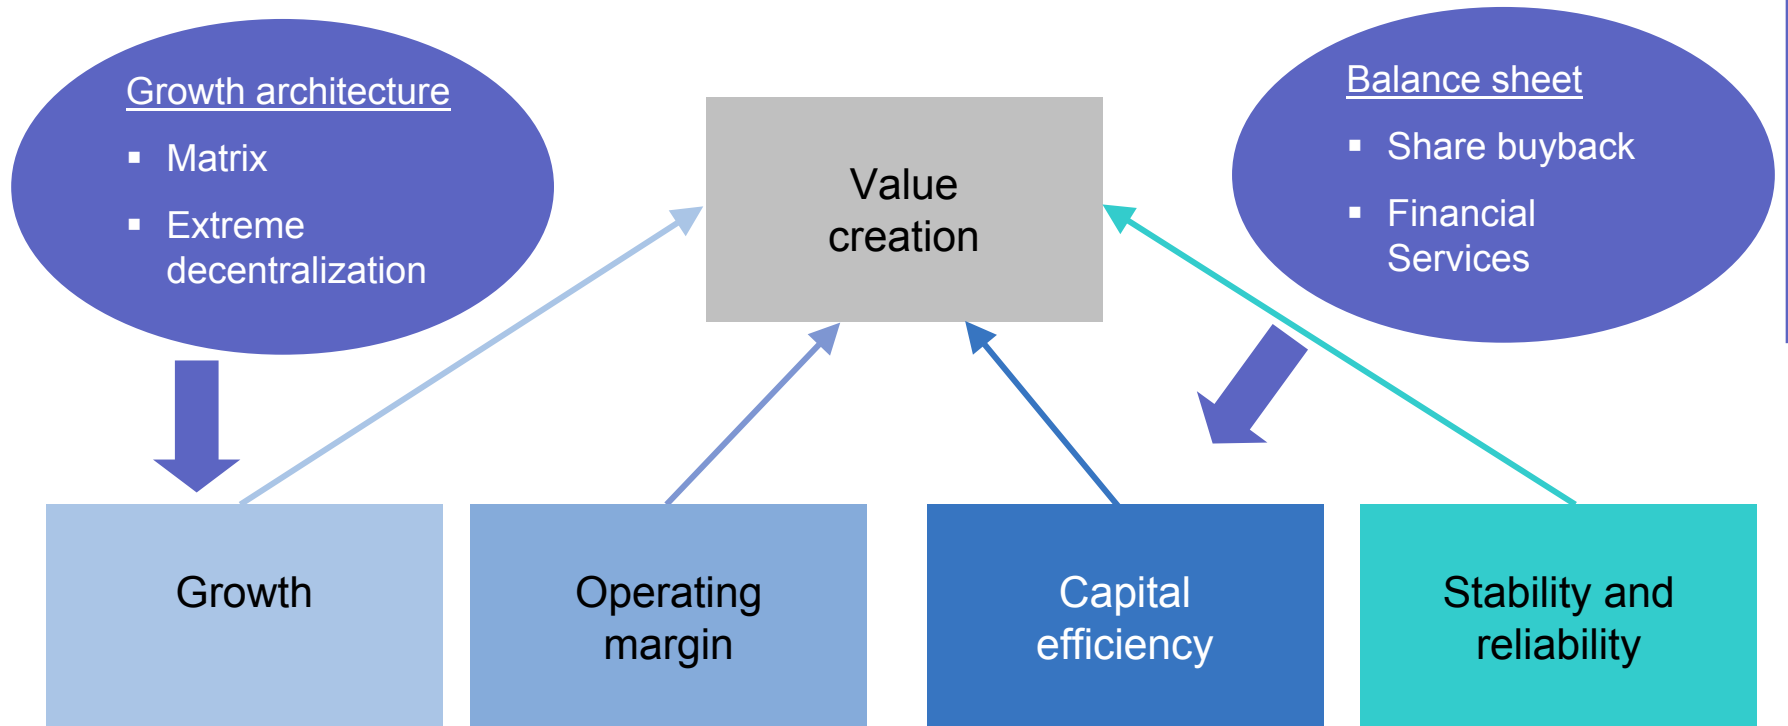 Growth architecture
▪ Matrix
▪ Extreme
decentralization
Value
creation
Balance sheet
▪ Share buyback
▪ Financial
Services
Growth
Operating
margin
Capital
efficiency
Stability and
reliability